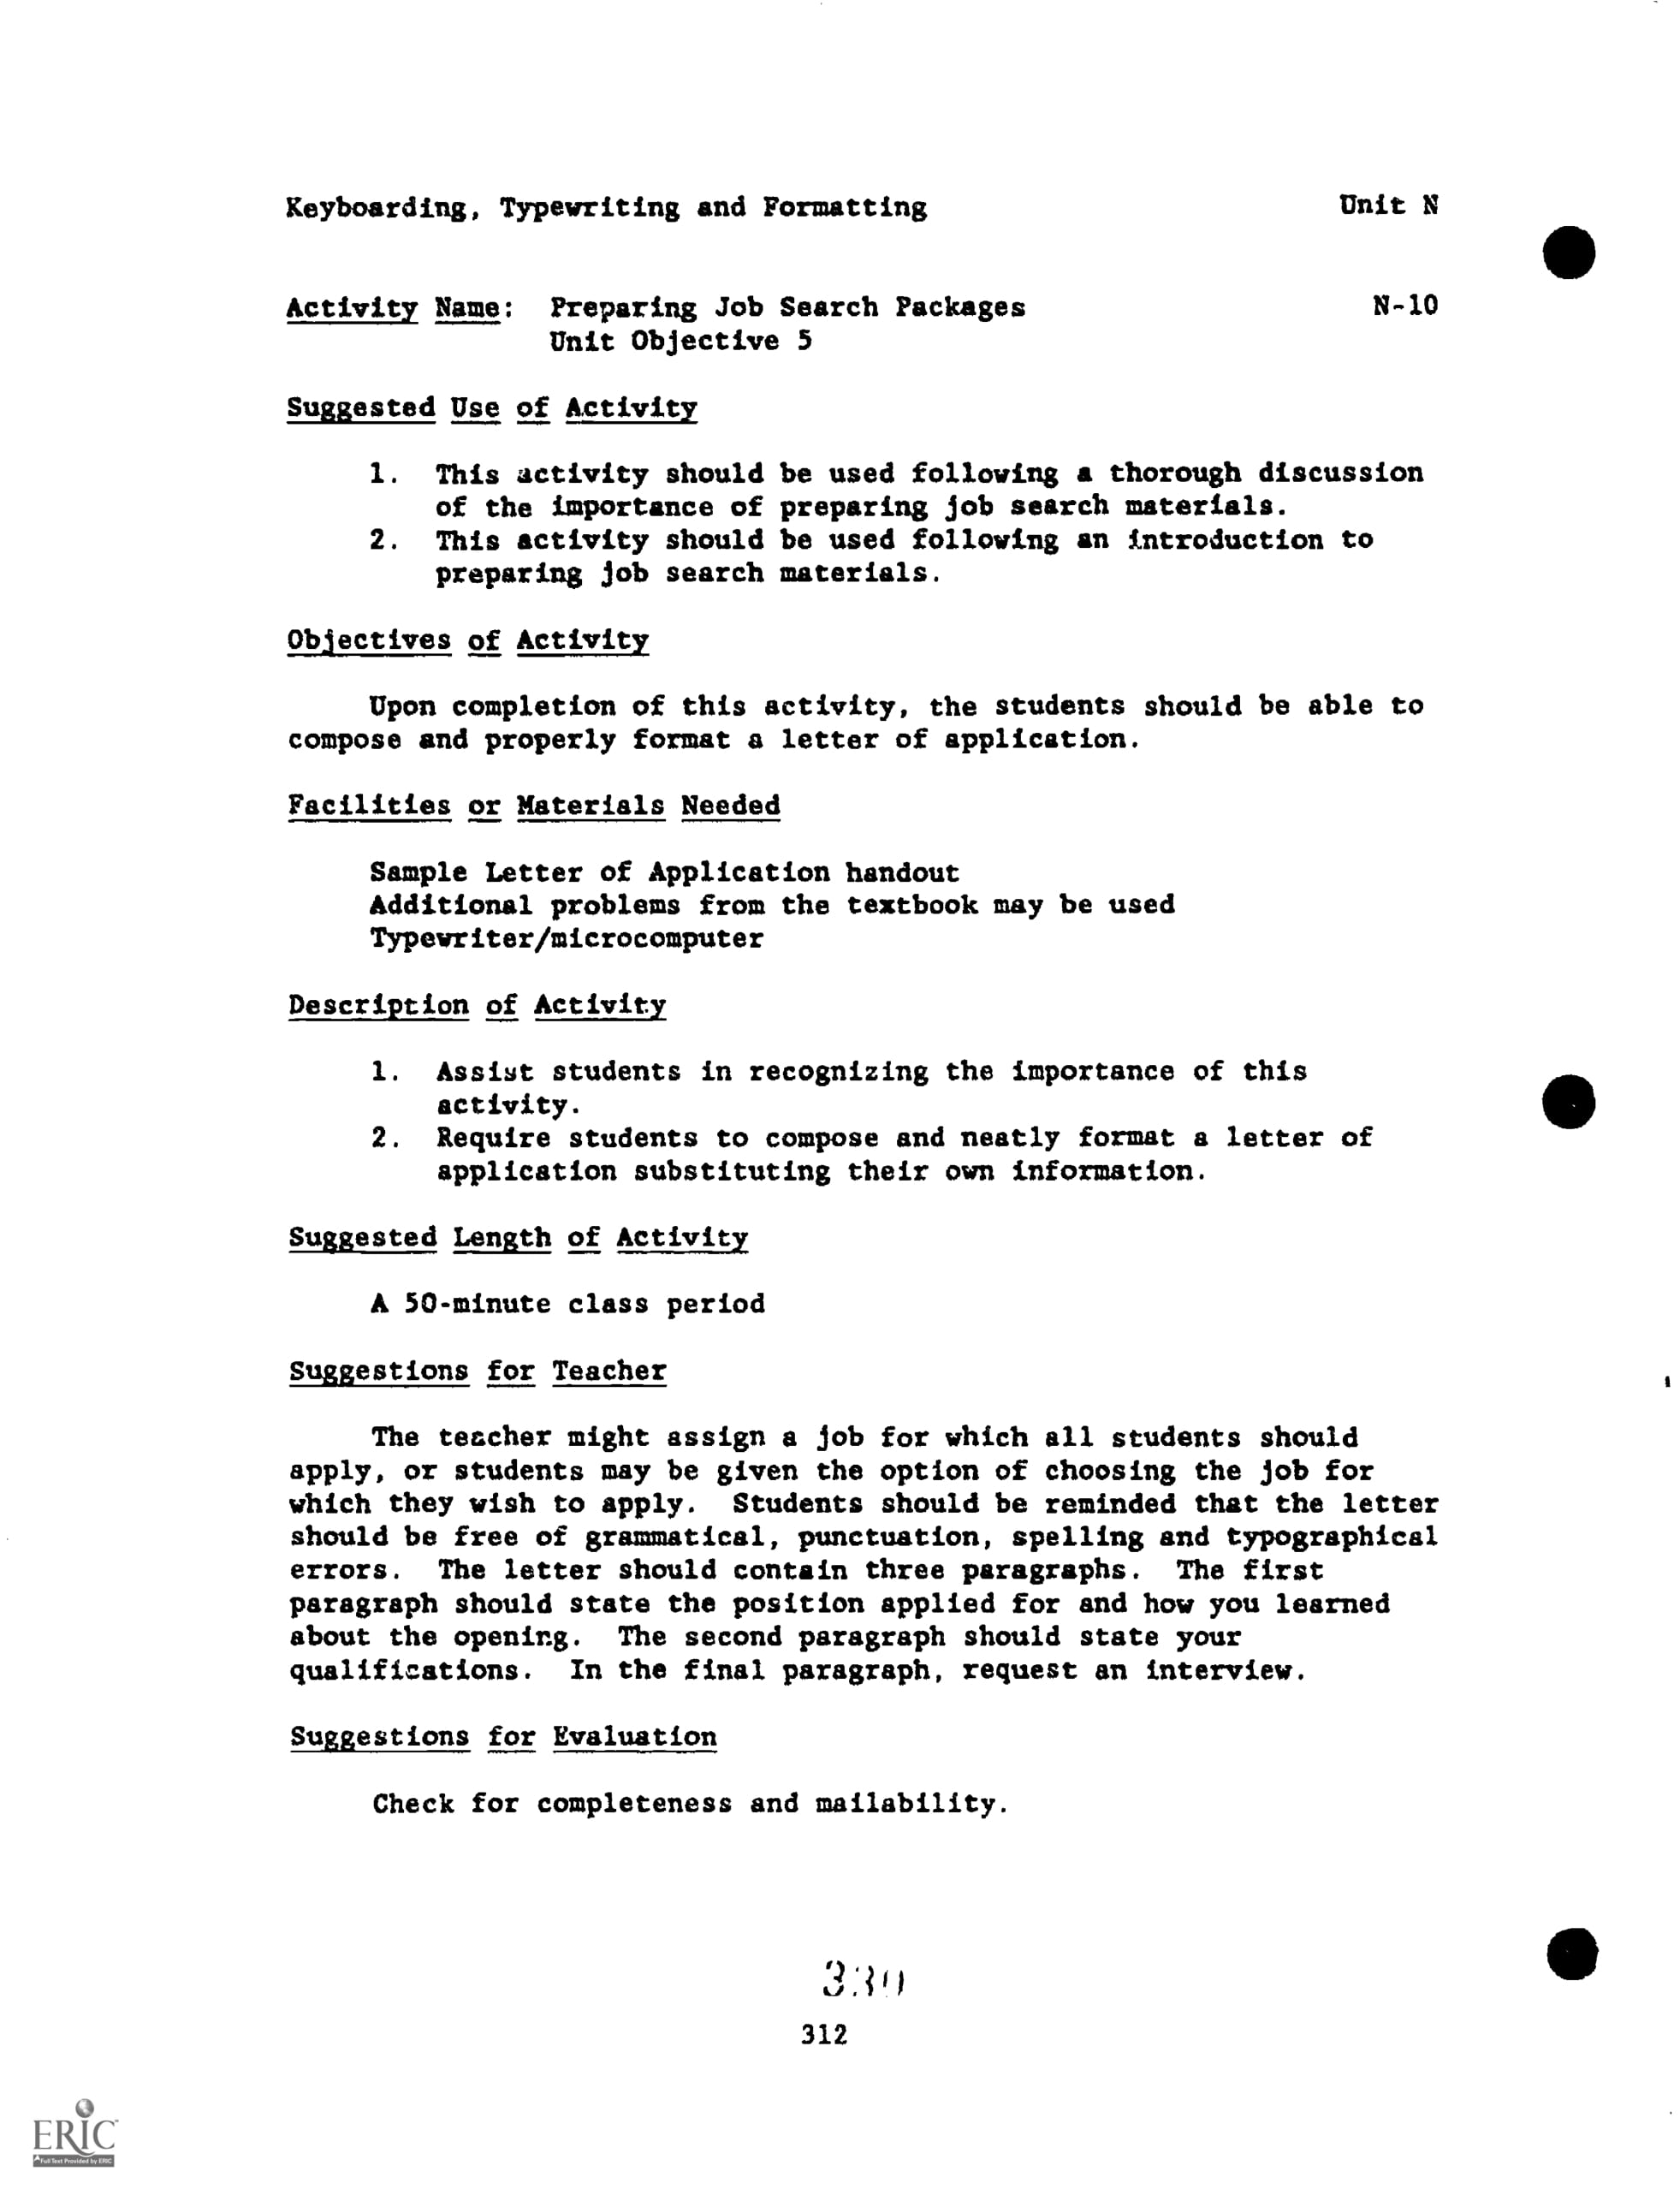 Keyboarding, Typewriting and Formatting Unit N
Activity Name: Preparing Job Search Packages N-10
Unit Objective 5
Suggested Use of Activity
1. This activity should be used following a thorough discussion
of the importance of preparing job search materials.
2. This activity should be used following an introduction to
preparing job search materials.
Objectives of Activity
Upon completion of this activity, the students should be able to
compose and properly format a letter of application.
Facilities or Materials Needed
Sample Letter of Application handout
Additional problems from the textbook may be used
Typewriter/microcomputer
Description of Activity
1. Assist students in recognizing the importance of this
activity.
2. Require students to compose and neatly format a letter of
application substituting their own information.
Suggested Length of Activity
A 50-minute class period
Suggestions for Teacher
The teacher might assign a job for which all students should
apply, or students may be given the option of choosing the job for
which they wish to apply. Students should be reminded that the letter
should be free of grammatical, punctuation, spelling and typographical
errors. The letter should contain three paragraphs. The first
paragraph should state the position applied for and how you learned
about the opening. The second paragraph should state your
qualifications. In the final paragraph, request an interview.
Suggestions for Evaluation
Check for completeness and mailability.
312
ERIC
Full Text Provided by ERIC